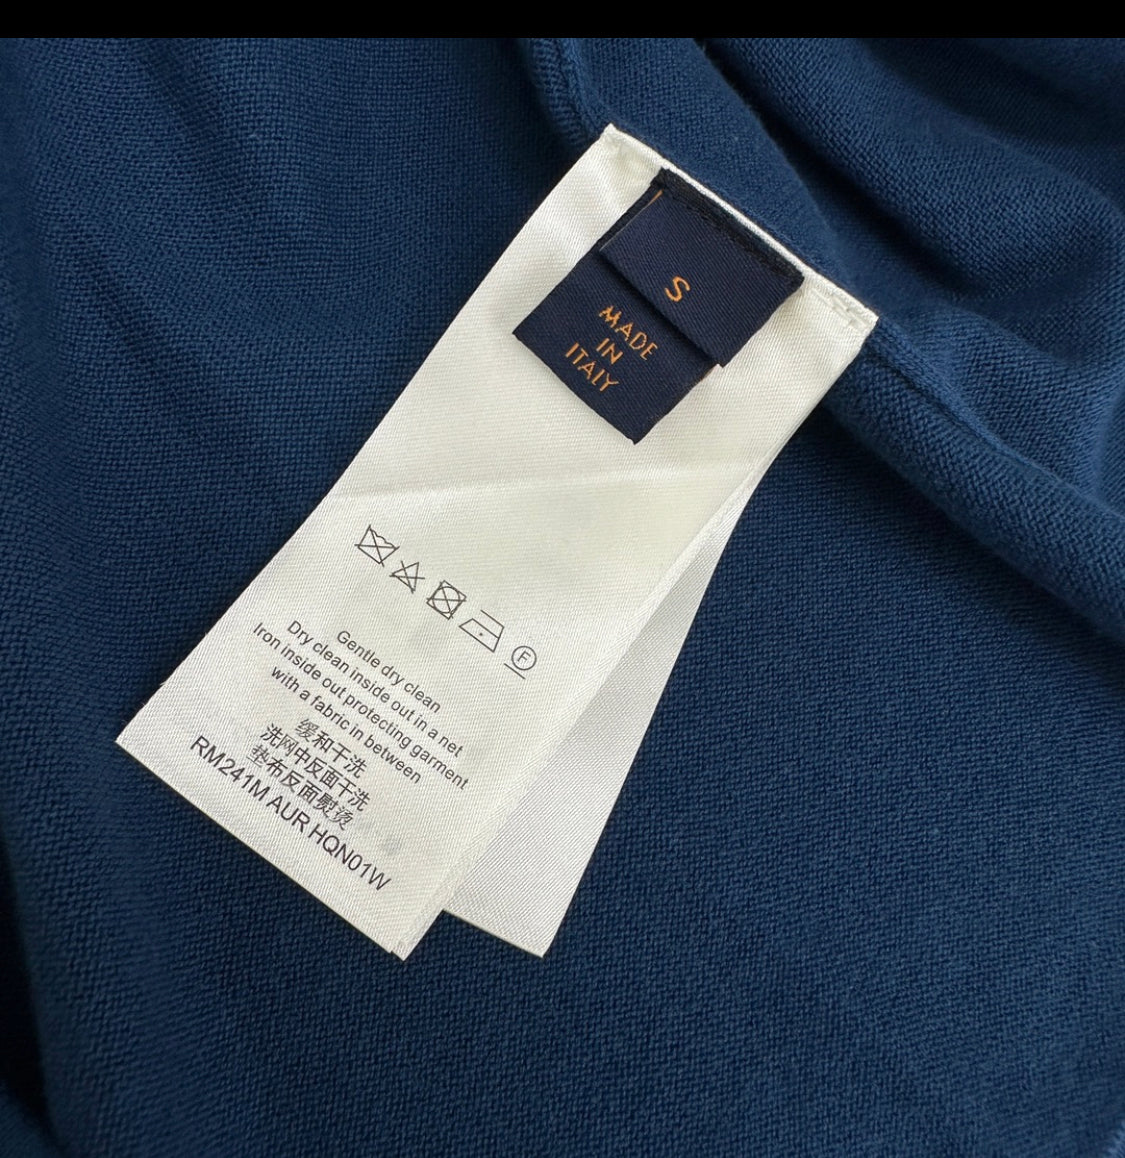 S
MADE
IN
ITALY
F
Gentle dry clean
Dry clean inside out in a net
Iron inside out protecting garment
with a fabric in between
缓和干洗
洗网中反面干洗
垫布反面熨烫
RM241M AUR HQN01W